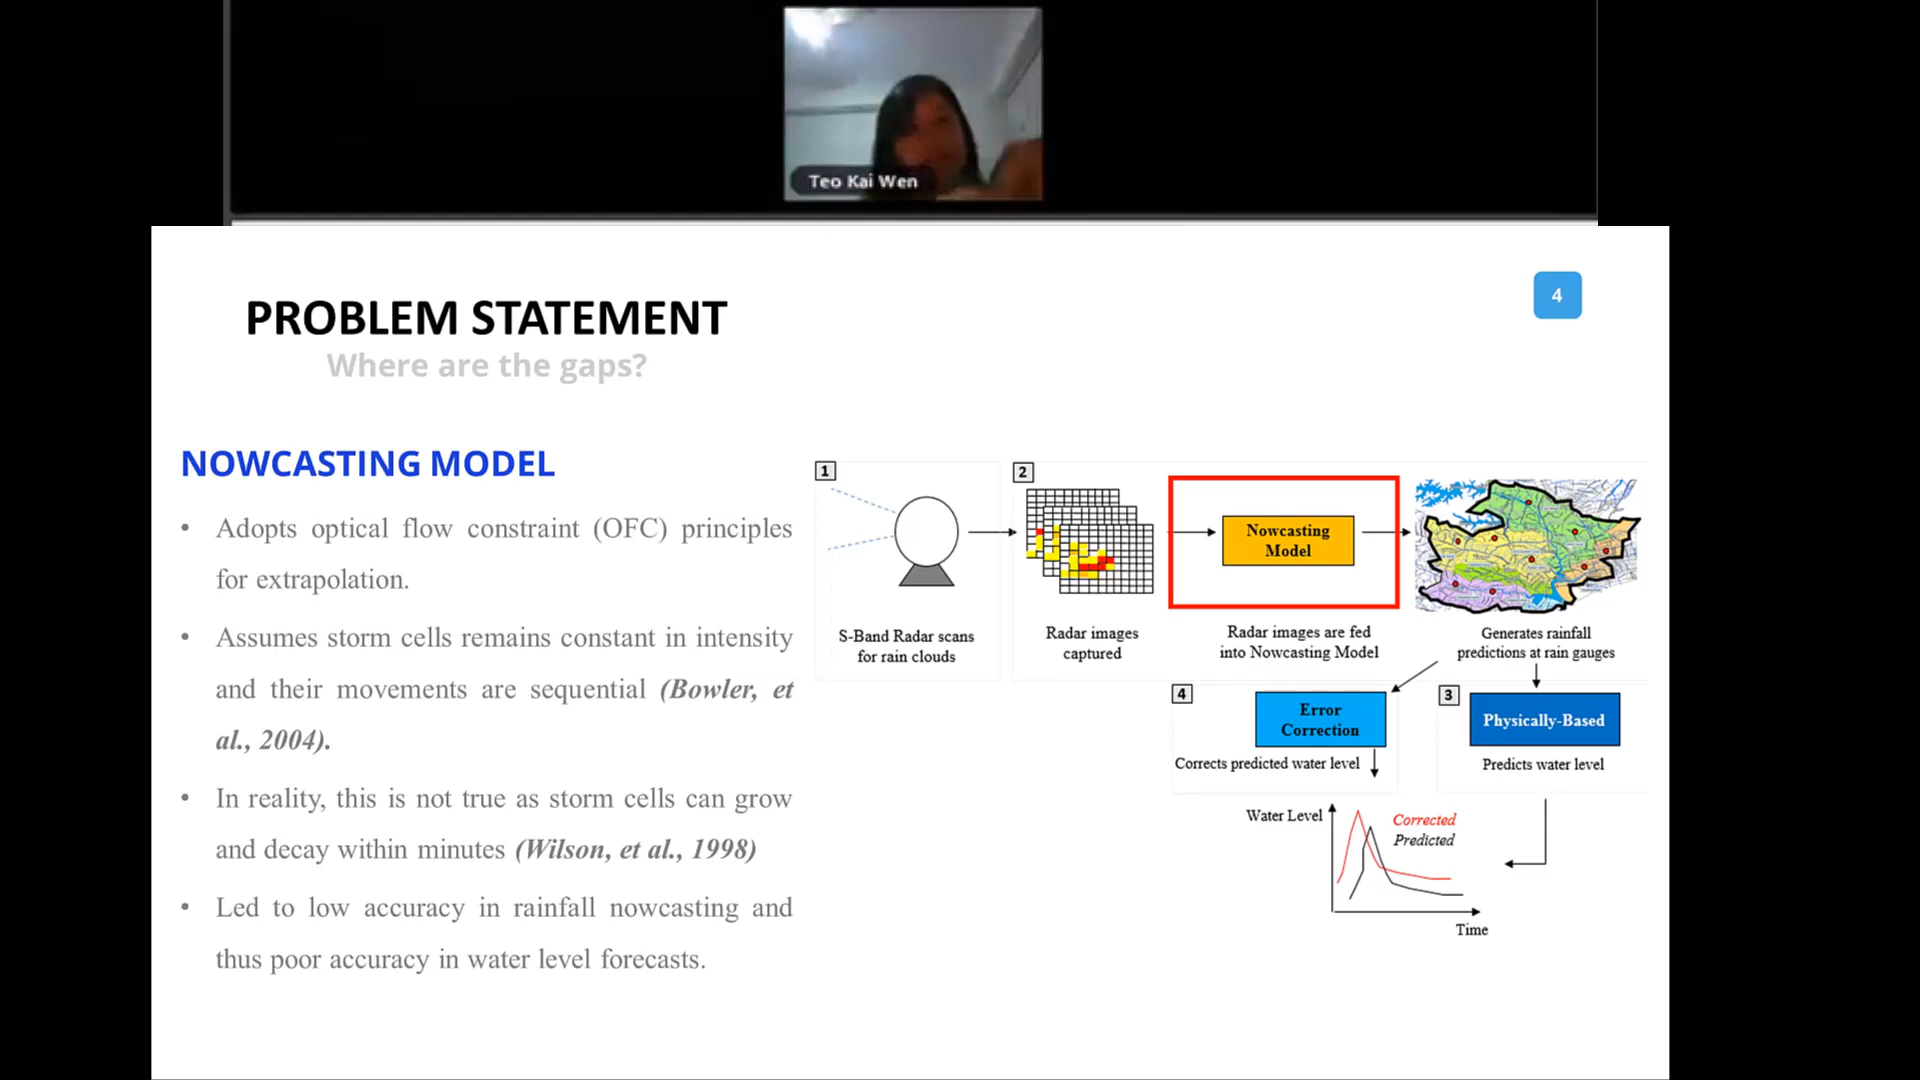 Teo Kai Wen
4
PROBLEM STATEMENT
Where are the gaps?
NOWCASTING MODEL
• Adopts optical flow constraint (OFC) principles
for extrapolation.
• Assumes storm cells remains constant in intensity
and their movements are sequential (Bowler, et
al., 2004).
• In reality, this is not true as storm cells can grow
and decay within minutes (Wilson, et al., 1998)
• Led to low accuracy in rainfall nowcasting and
thus poor accuracy in water level forecasts.
1
S-Band Radar scans
for rain clouds
2
Radar images
captured
Nowcasting
Model
Radar images are fed
into Nowcasting Model
Generates rainfall
predictions at rain gauges
4
Error
Correction
Corrects predicted water level
3
Physically-Based
Predicts water level
Water Level
Corrected
Predicted
Time